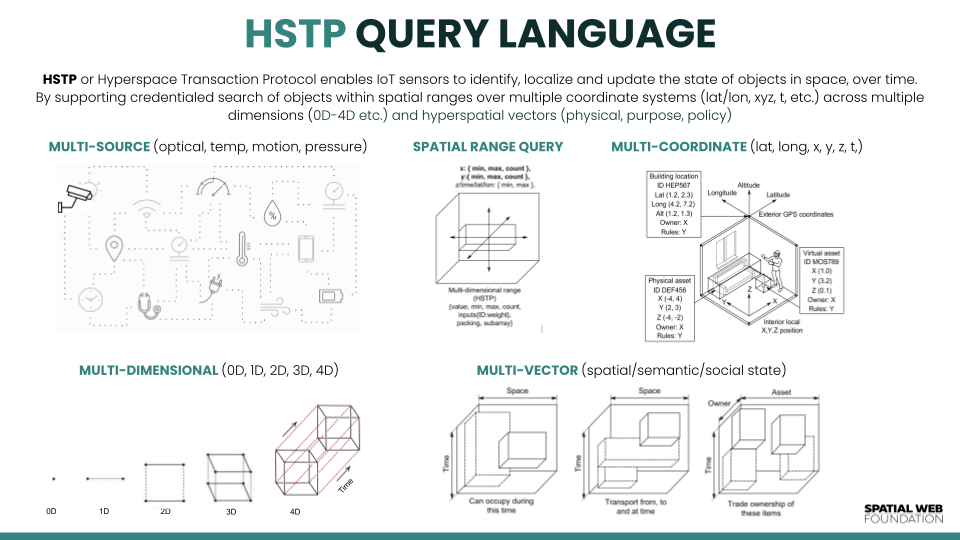 HSTP QUERY LANGUAGE
HSTP or Hyperspace Transaction Protocol enables IoT sensors to identify, localize and update the state of objects in space, over time.
By supporting credentialed search of objects within spatial ranges over multiple coordinate systems (lat/lon, xyz, t, etc.) across multiple
dimensions (0D-4D etc.) and hyperspatial vectors (physical, purpose, policy)
MULTI-SOURCE (optical, temp, motion, pressure)
%
SPATIAL RANGE QUERY
x: { min, max, count },
y:{ min, max, count },
z/time/lat/lon: { min, max },
Multi-dimensional range
(HSTP)
{value, min, max, count,
inputs{ID:weight},
packing, subarray}
MULTI-COORDINATE (lat, long, x, y, z, t,)
Building location
ID HEP567
Lat (1.2, 2.3)
Long (4.2, 7.2)
Alt (1.2, 1.3)
Owner: X
Rules: Y
Altitude
Longitude
Latitude
Exterior GPS coordinates
Virtual asset
ID MOS789
X (1.0)
Y (3.2)
Z (0.1)
Owner: X
Rules: Y
Physical asset
ID DEF456
X (-4, 4)
Y (2, 3)
Z (-4, -2)
Owner: X
Rules: Y
Z
Y
X
Interior local
X,Y,Z position
MULTI-DIMENSIONAL (0D, 1D, 2D, 3D, 4D)
Time
0D
1D
2D
3D
4D
MULTI-VECTOR (spatial/semantic/social state)
Space
Time
Can occupy during
this time
Space
Time
Transport from, to
and at time
Asset
Owner
Time
Trade ownership of
these items
SPATIAL WEB
FOUNDATION